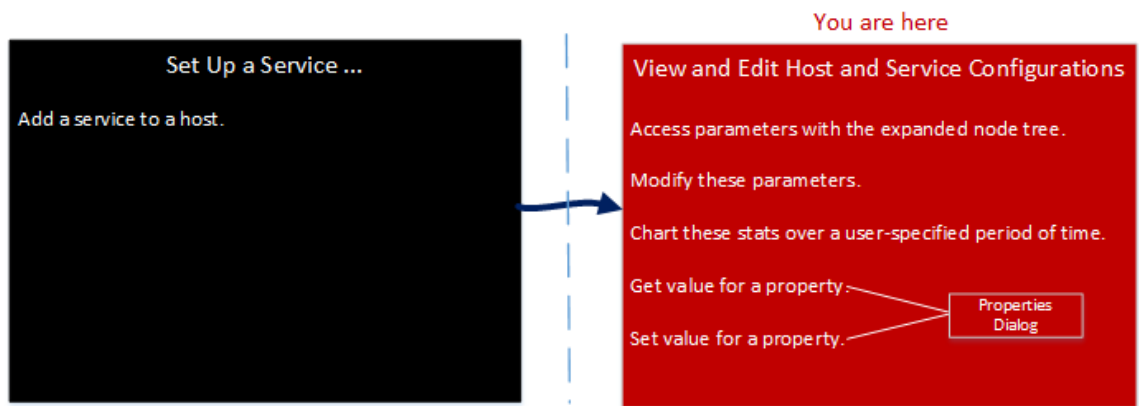 You are here
Set Up a Service ...
Add a service to a host.
View and Edit Host and Service Configurations
Access parameters with the expanded node tree.
Modify these parameters.
Chart these stats over a user-specified period of time.
Get value for a property.
Set value for a property.
Properties
Dialog